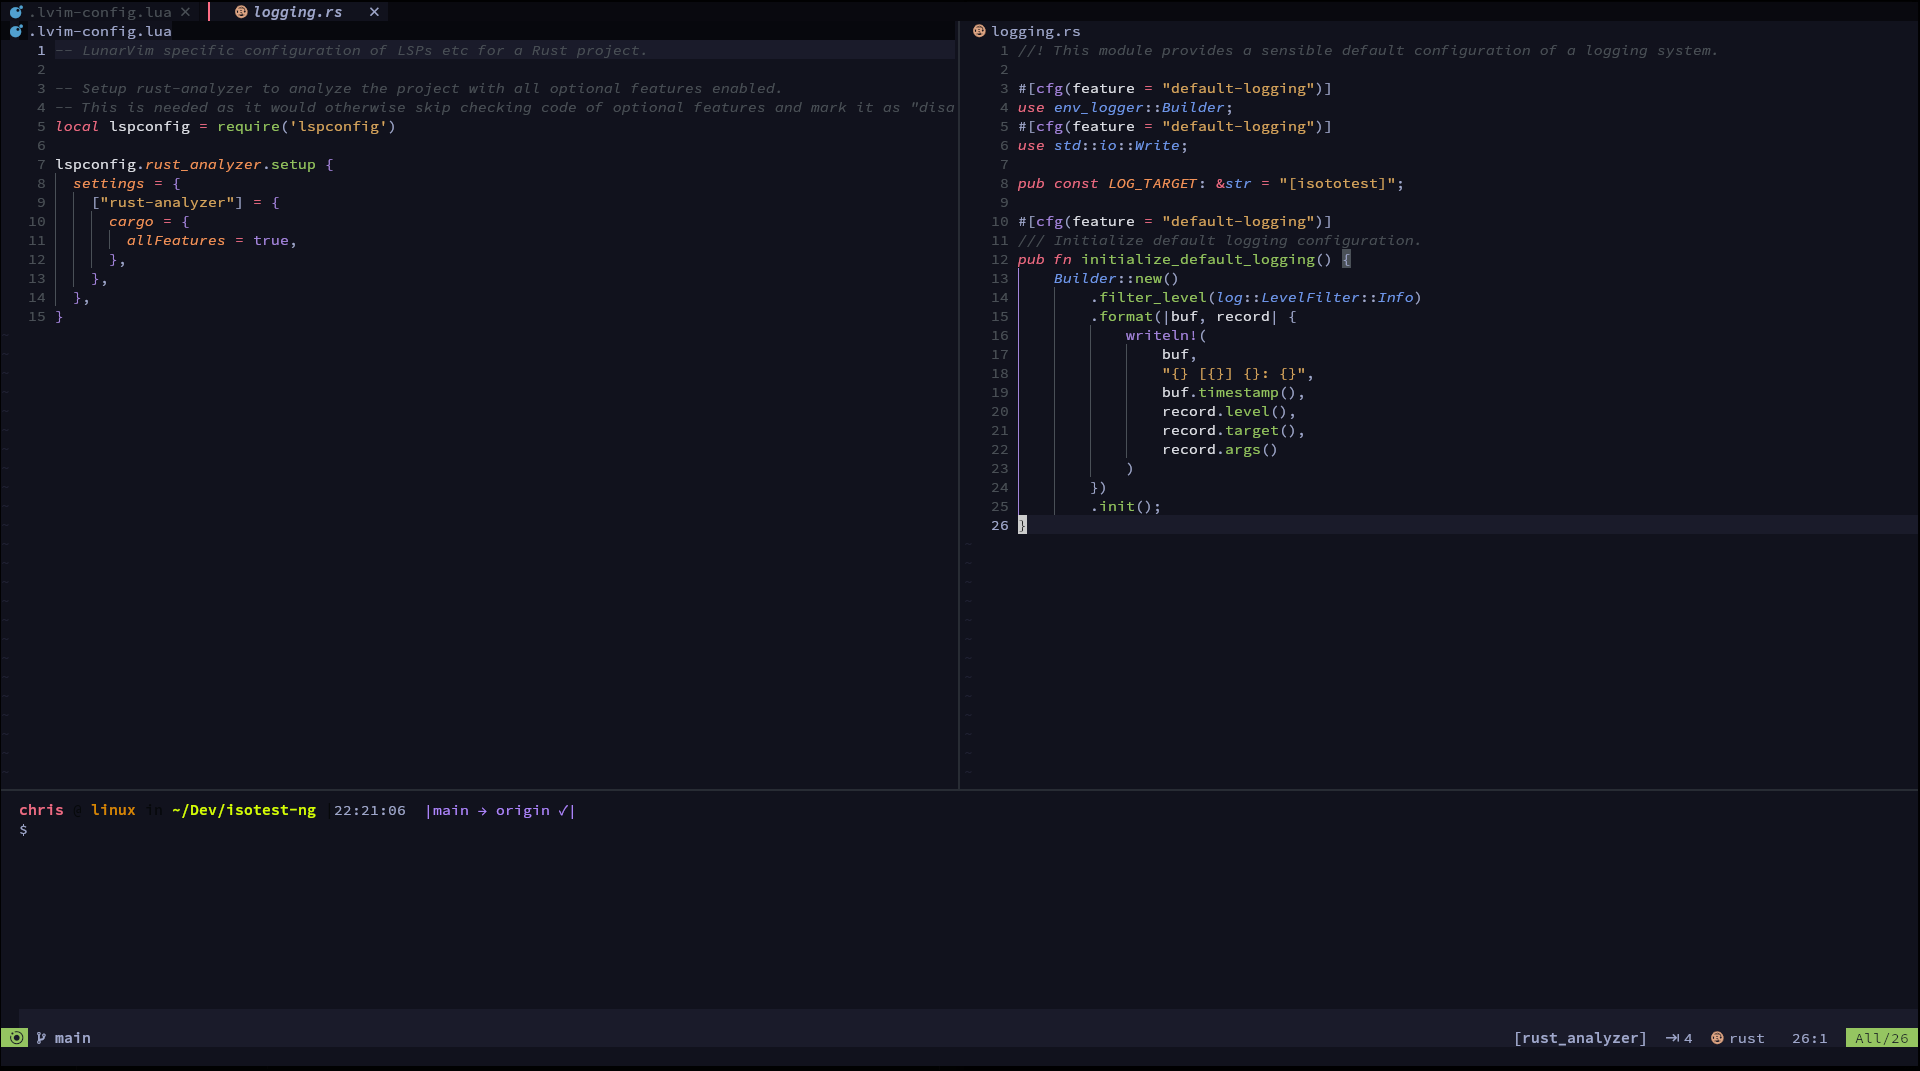 .lvim-config.lua ✕ logging.rs ✕
.lvim-config.lua
1 -- LunarVim specific configuration of LSPs etc for a Rust project.
2
3 -- Setup rust-analyzer to analyze the project with all optional features enabled.
4 -- This is needed as it would otherwise skip checking code of optional features and mark it as "disa
5 local lspconfig = require('lspconfig')
6
7 lspconfig.rust_analyzer.setup {
8   settings = {
9     ["rust-analyzer"] = {
10       cargo = {
11         allFeatures = true,
12       },
13     },
14   },
15 }
logging.rs
1 //! This module provides a sensible default configuration of a logging system.
2
3 #[cfg(feature = "default-logging")]
4 use env_logger::Builder;
5 #[cfg(feature = "default-logging")]
6 use std::io::Write;
7
8 pub const LOG_TARGET: &str = "[isototest]";
9
10 #[cfg(feature = "default-logging")]
11 /// Initialize default logging configuration.
12 pub fn initialize_default_logging() {
13     Builder::new()
14         .filter_level(log::LevelFilter::Info)
15         .format(|buf, record| {
16             writeln!(
17                 buf,
18                 "{} [{}] {}: {}",
19                 buf.timestamp(),
20                 record.level(),
21                 record.target(),
22                 record.args()
23             )
24         })
25         .init();
26 }
chris @ linux in ~/Dev/isotest-ng |22:21:06  |main → origin ✓|
$
main [rust_analyzer] ⇥ 4 rust 26:1 All/26